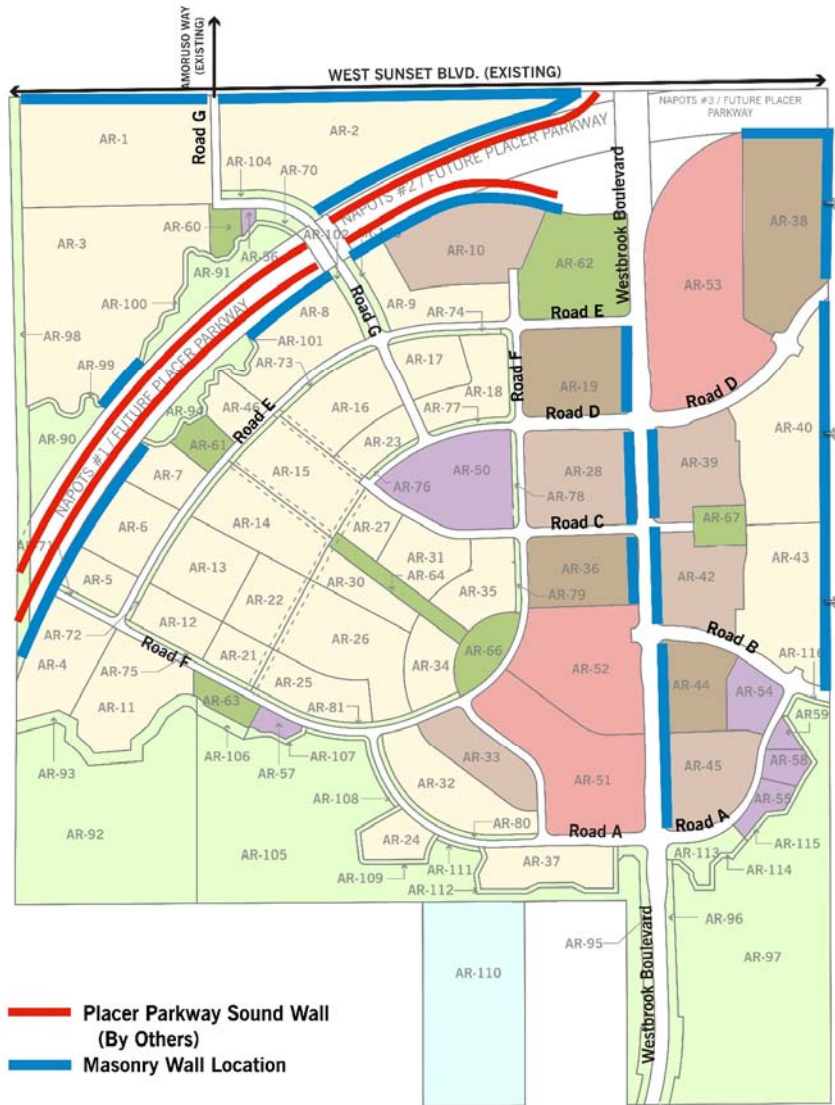 AMORUSO WAY
(EXISTING)
WEST SUNSET BLVD. (EXISTING)
NAPOTS #3 / FUTURE PLACER
PARKWAY
NAPOTS #2 / FUTURE PLACER PARKWAY
NAPOTS #1 / FUTURE PLACER PARKWAY
Road G
Westbrook Boulevard
AR-1
AR-2
AR-104
AR-70
AR-38
AR-60
AR-56
AR-102
AR-3
AR-91
AR-10
AR-62
AR-53
AR-100
AR-98
AR-8
AR-9
AR-74
Road E
Road G
AR-101
AR-73
AR-99
AR-17
Road F
AR-19
Road D
AR-18
AR-46
AR-16
AR-77
Road D
AR-94
AR-61
Road E
AR-23
AR-40
AR-90
AR-7
AR-15
AR-76
AR-50
AR-28
AR-39
AR-78
AR-6
AR-14
AR-27
Road C
AR-67
AR-71
AR-5
AR-13
AR-31
AR-30
AR-64
AR-36
AR-42
AR-43
AR-22
AR-35
AR-79
AR-72
AR-12
AR-26
Road B
Road F
AR-4
AR-75
AR-21
AR-34
AR-66
AR-52
AR-116
AR-11
AR-63
AR-25
AR-81
AR-44
AR-54
AR59
AR-93
AR-106
AR-57
AR-107
AR-33
AR-58
AR-45
AR-51
AR-32
AR-108
AR-55
AR-92
AR-105
AR-24
AR-80
Road A
Road A
AR-115
AR-109
AR-111
AR-37
AR-113
AR-114
AR-112
AR-96
AR-95
AR-97
AR-110
Westbrook Boulevard
Placer Parkway Sound Wall
(By Others)
Masonry Wall Location